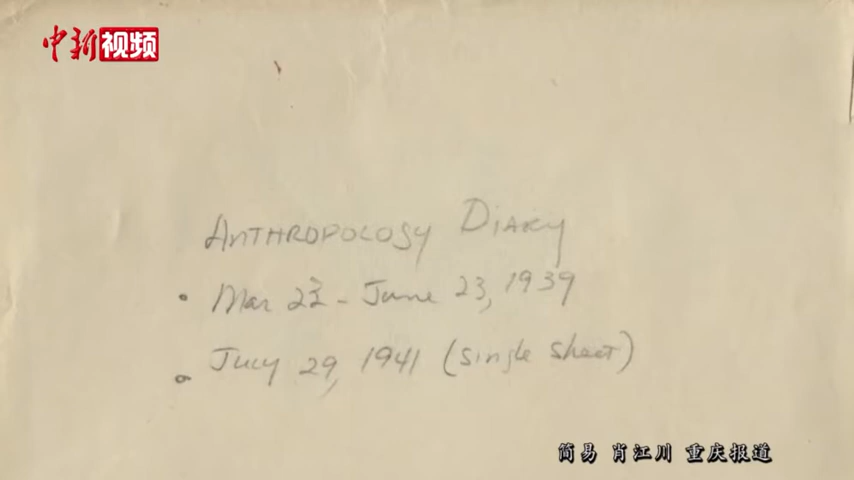 中新视频
ANTHROPOLOGY DIARY
• Mar 22 - June 23, 1939
• July 29, 1941 (single sheet)
简易 肖江川 重庆报道